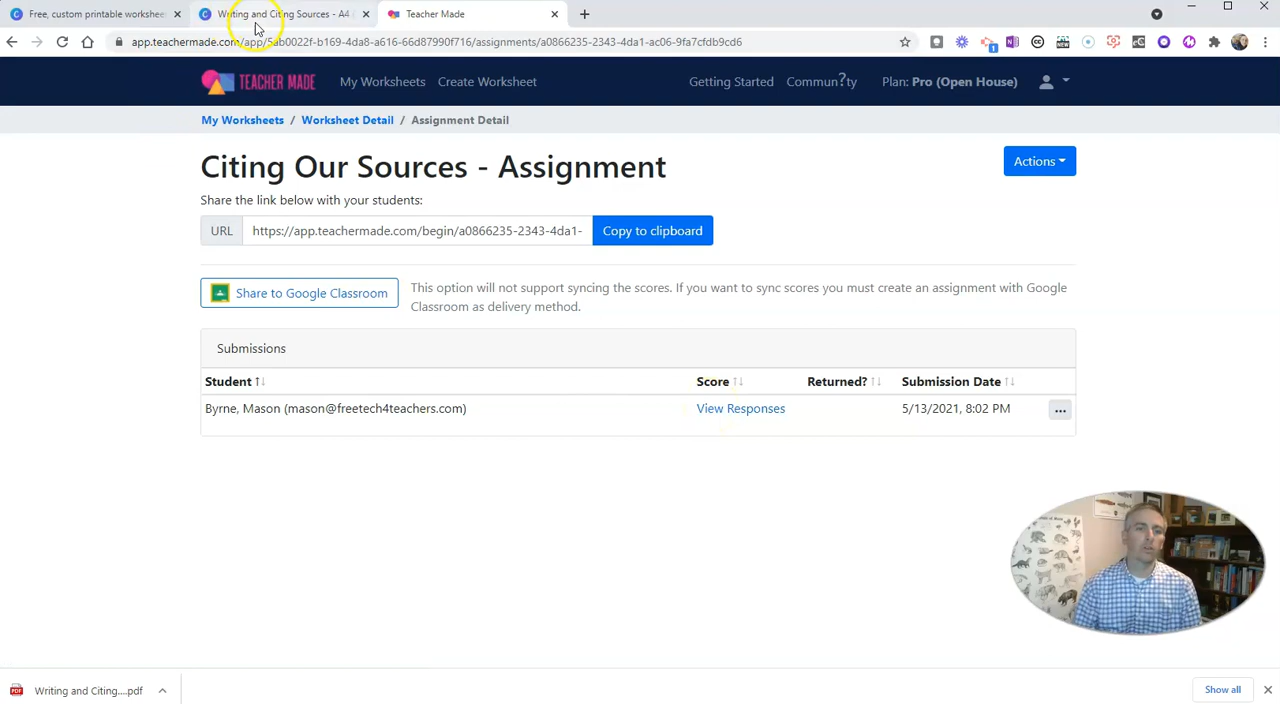 Free, custom printable workshee
Writing and Citing Sources - A4
Teacher Made
app.teachermade.com/app/5ab0022f-b169-4da8-a616-66d87990f716/assignments/a0866235-2343-4da1-ac06-9fa7cfdb9cd6
TEACHER MADE
My Worksheets
Create Worksheet
Getting Started
Commun?ty
Plan: Pro (Open House)
My Worksheets / Worksheet Detail / Assignment Detail
Citing Our Sources - Assignment
Actions
Share the link below with your students:
URL
https://app.teachermade.com/begin/a0866235-2343-4da1-
Copy to clipboard
Share to Google Classroom
This option will not support syncing the scores. If you want to sync scores you must create an assignment with Google
Classroom as delivery method.
Submissions
Student
Score
Returned?
Submission Date
Byrne, Mason (mason@freetech4teachers.com)
View Responses
5/13/2021, 8:02 PM
Writing and Citing....pdf
Show all